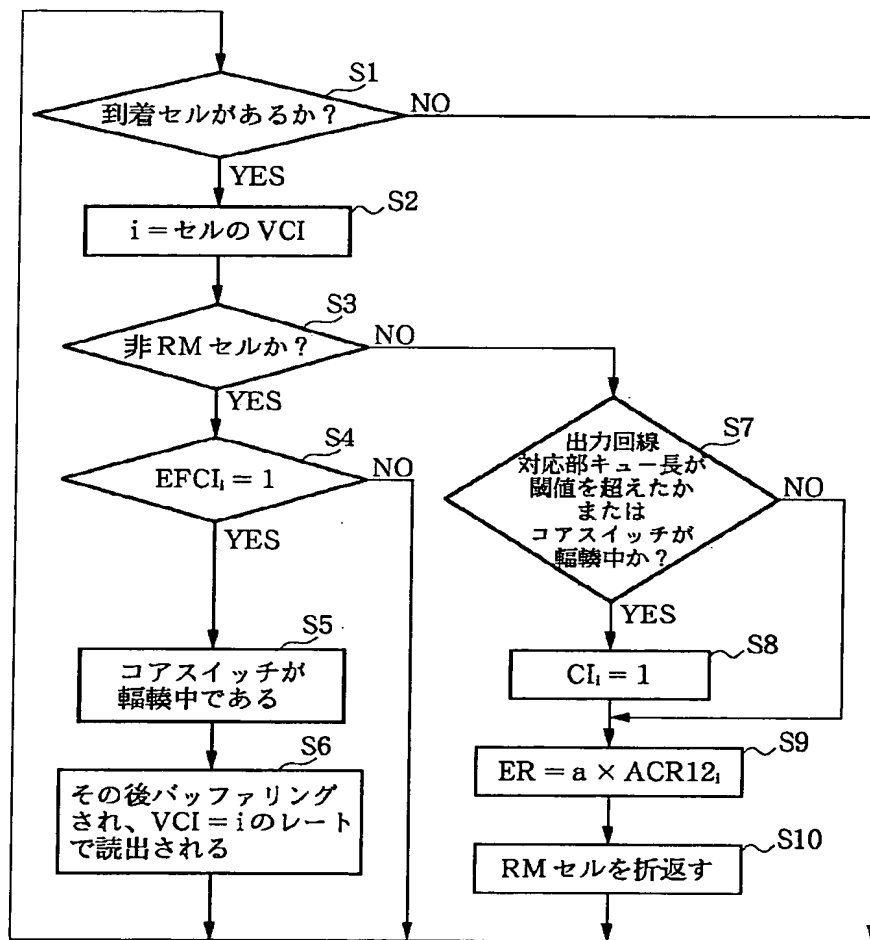 S1
到着セルがあるか？
NO
YES
S2
i＝セルのVCI
S3
非RMセルか？
NO
YES
S4
EFCIi＝1
NO
YES
S5
コアスイッチが
輻輳中である
S6
その後バッファリング
され、VCI＝iのレート
で読出される
S7
出力回線
対応部キュー長が
閾値を超えたか
または
コアスイッチが
輻輳中か？
NO
YES
S8
CIi＝1
S9
ER＝a×ACR12i
S10
RMセルを折返す